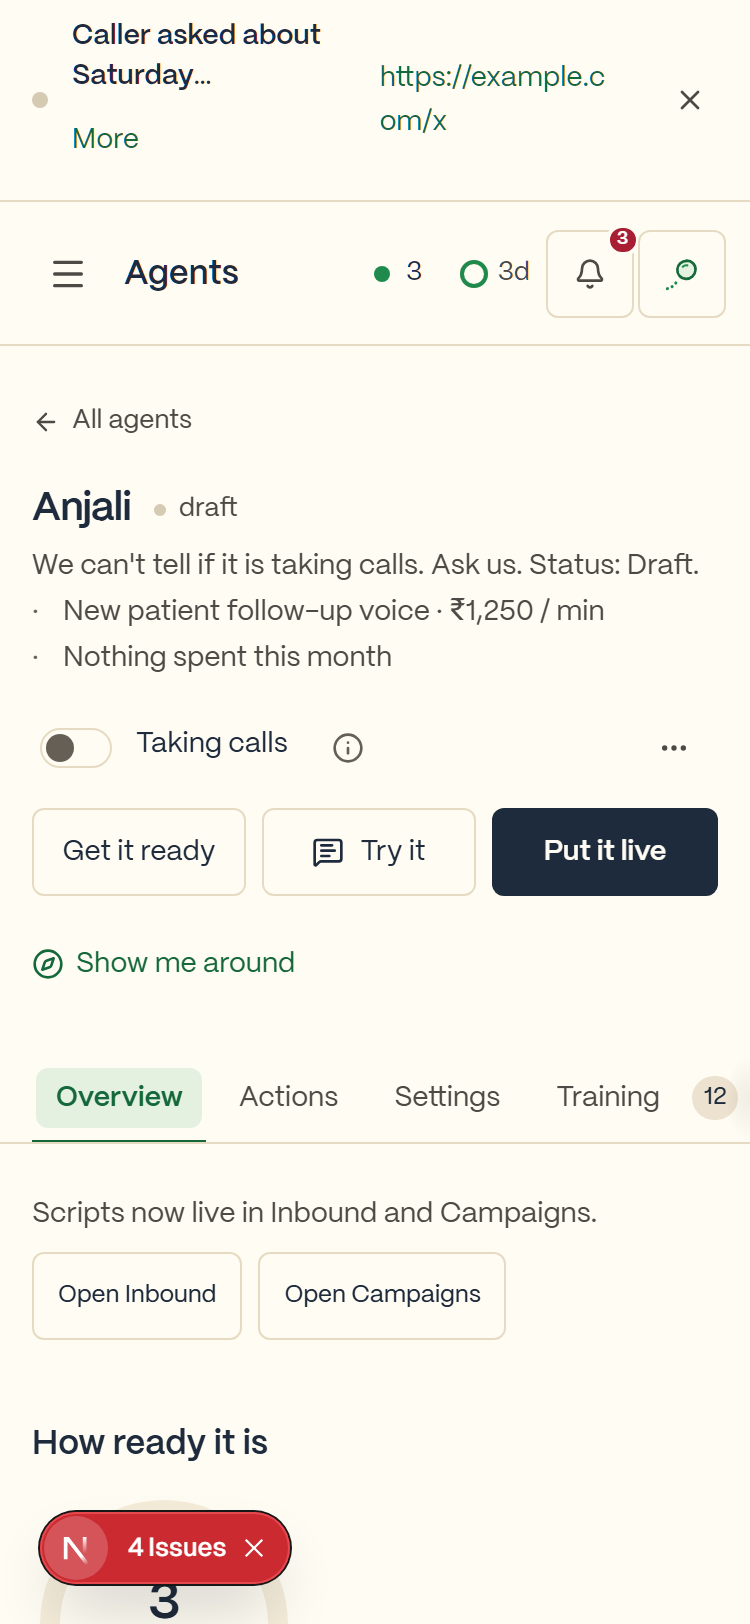 Caller asked about
Saturday...
More
https://example.c
om/x
Agents
3
3d
3
All agents
Anjali
draft
We can't tell if it is taking calls. Ask us. Status: Draft.
· New patient follow-up voice · ₹1,250 / min
· Nothing spent this month
Taking calls
Get it ready
Try it
Put it live
Show me around
Overview
Actions
Settings
Training
12
Scripts now live in Inbound and Campaigns.
Open Inbound
Open Campaigns
How ready it is
N
4 Issues
3